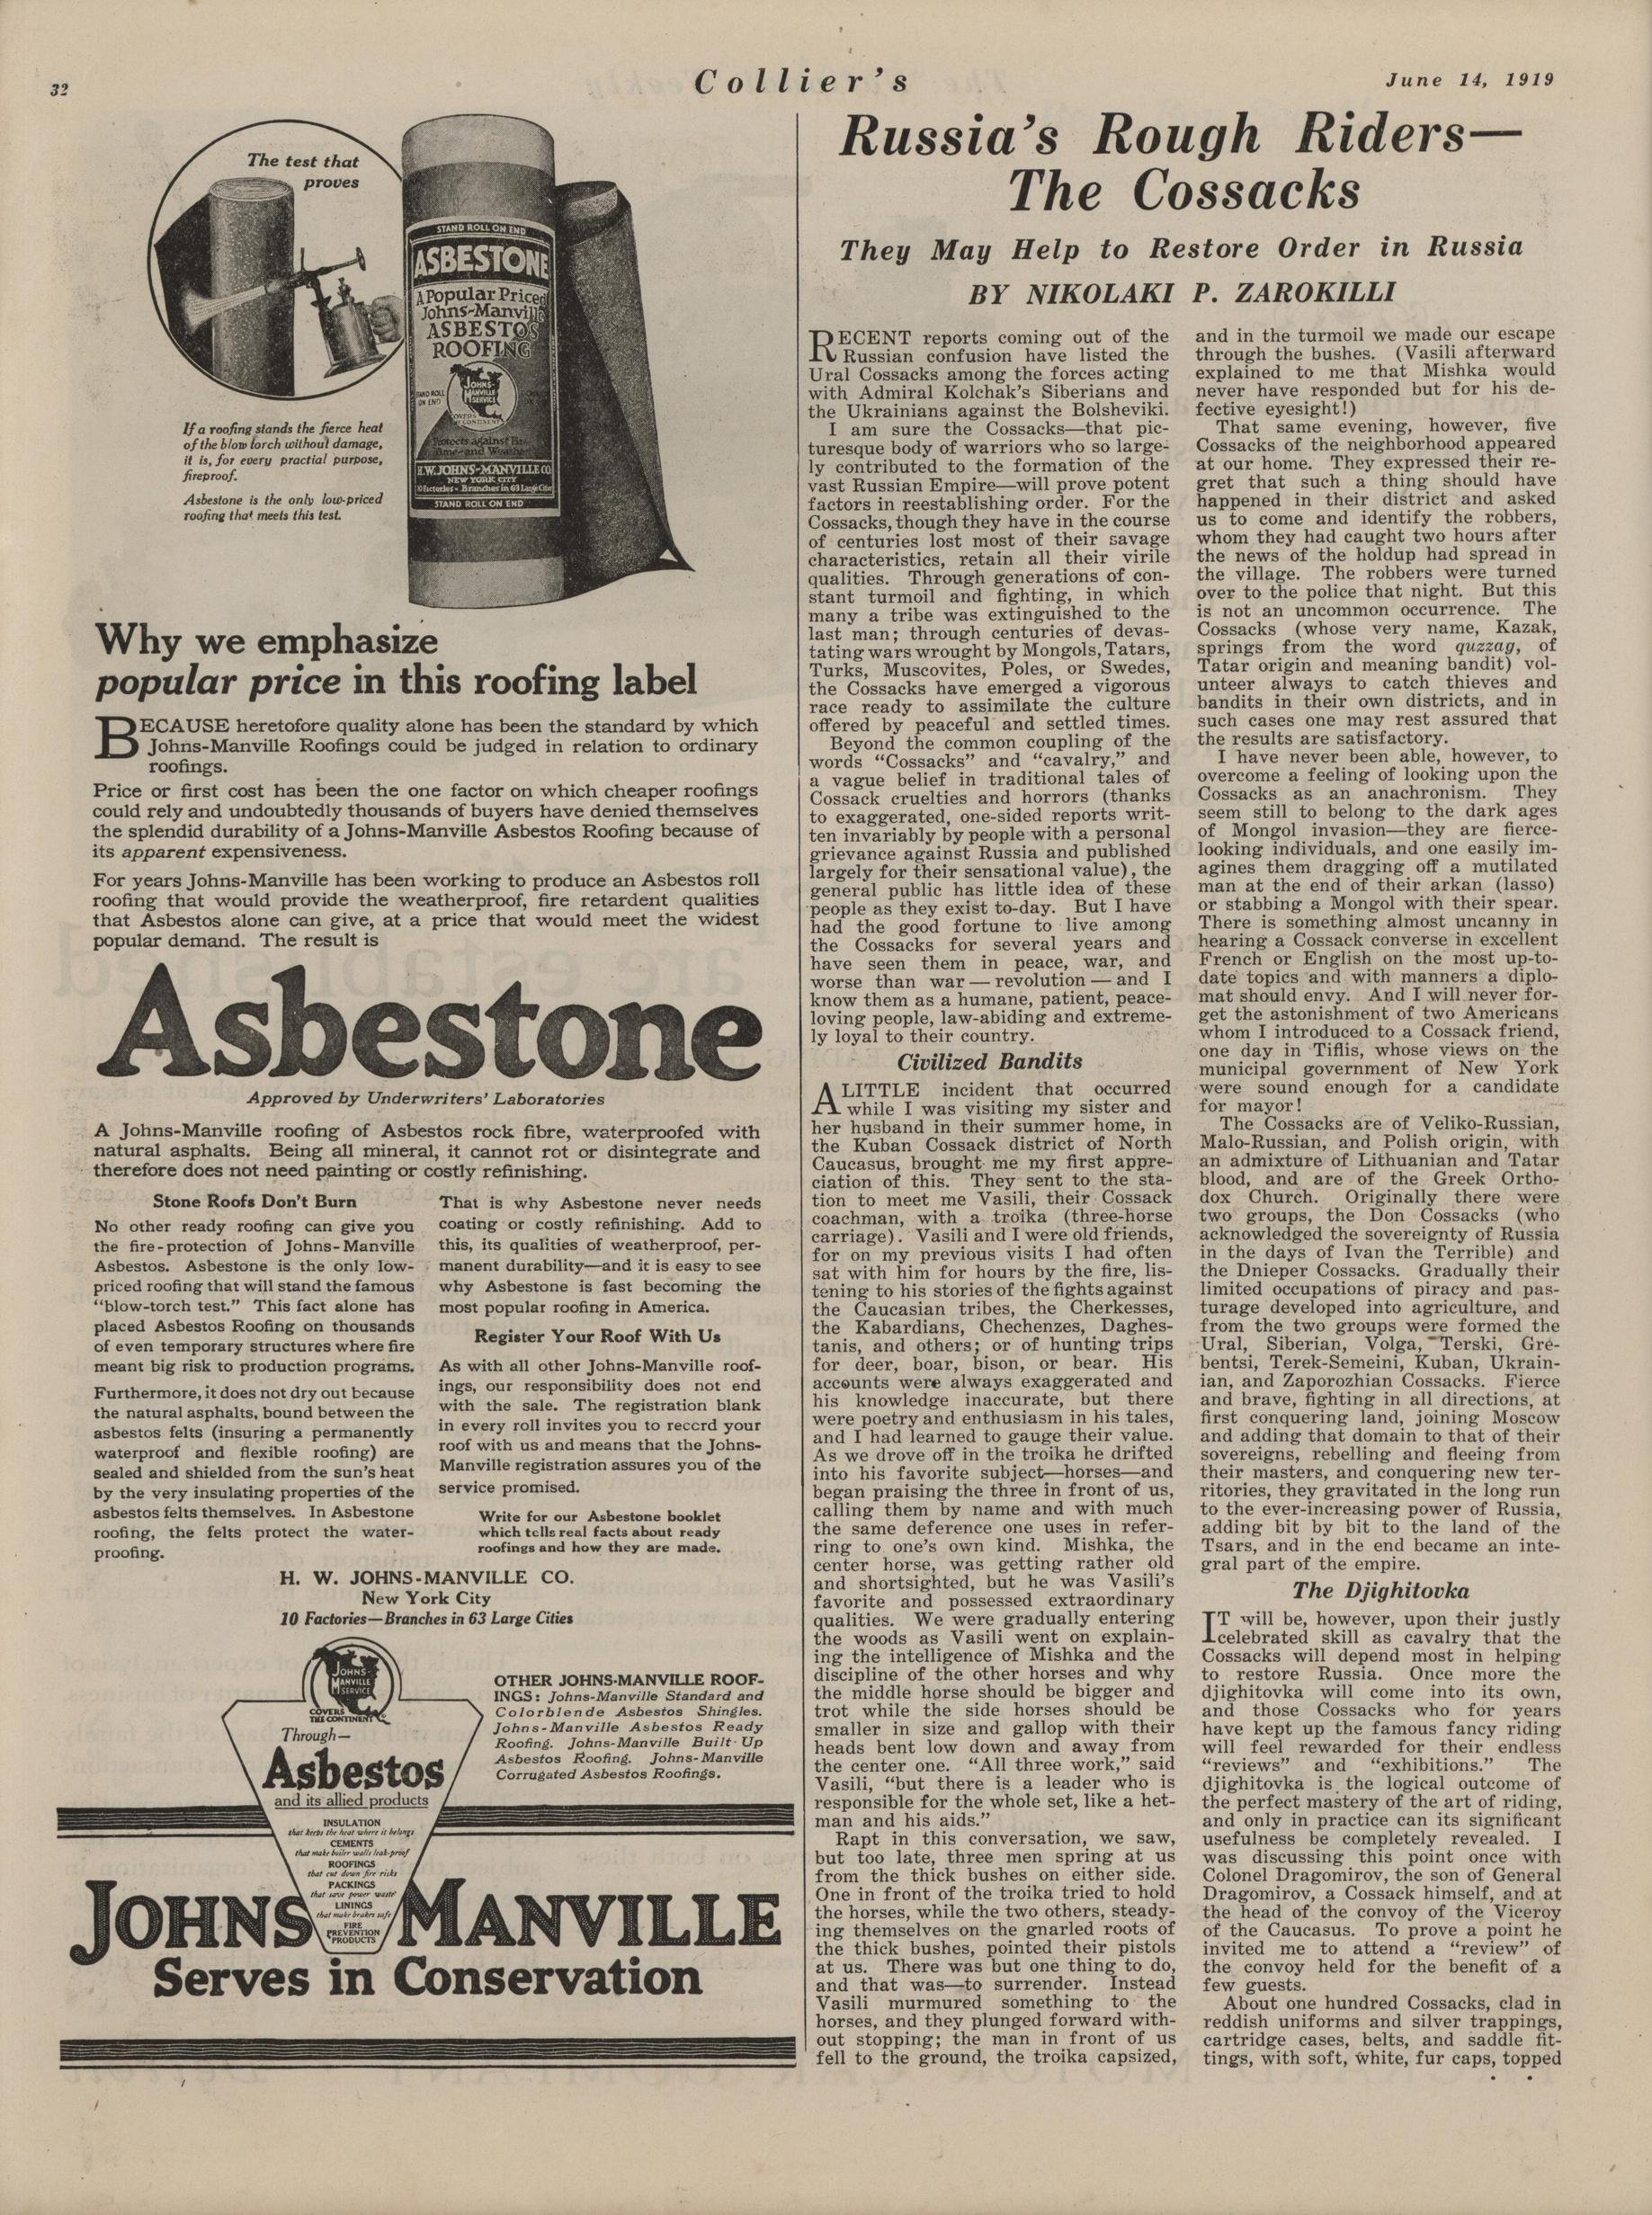 32
Collier's
June 14, 1919
The test that
proves
STAND ROLL ON END
ASBESTONE
A Popular Priced
Johns-Manville
ASBESTOS
ROOFING
JOHNS-
MANVILLE
SERVICE
COVERS
THE CONTINENT
STAND ROLL
ON END
Protects against Fire
Time and Weather
H.W. JOHNS-MANVILLE CO.
NEW YORK CITY
10 Factories - Branches in 63 Large Cities
STAND ROLL ON END
If a roofing stands the fierce heat
of the blow torch without damage,
it is, for every practial purpose,
fireproof.
Asbestone is the only low-priced
roofing that meets this test.
Why we emphasize
popular price in this roofing label
BECAUSE heretofore quality alone has been the standard by which
Johns-Manville Roofings could be judged in relation to ordinary
roofings.
Price or first cost has been the one factor on which cheaper roofings
could rely and undoubtedly thousands of buyers have denied themselves
the splendid durability of a Johns-Manville Asbestos Roofing because of
its apparent expensiveness.
For years Johns-Manville has been working to produce an Asbestos roll
roofing that would provide the weatherproof, fire retardent qualities
that Asbestos alone can give, at a price that would meet the widest
popular demand. The result is
Asbestone
Approved by Underwriters' Laboratories
A Johns-Manville roofing of Asbestos rock fibre, waterproofed with
natural asphalts. Being all mineral, it cannot rot or disintegrate and
therefore does not need painting or costly refinishing.
Stone Roofs Don't Burn
No other ready roofing can give you
the fire-protection of Johns-Manville
Asbestos. Asbestone is the only low-
priced roofing that will stand the famous
"blow-torch test." This fact alone has
placed Asbestos Roofing on thousands
of even temporary structures where fire
meant big risk to production programs.
Furthermore, it does not dry out because
the natural asphalts, bound between the
asbestos felts (insuring a permanently
waterproof and flexible roofing) are
sealed and shielded from the sun's heat
by the very insulating properties of the
asbestos felts themselves. In Asbestone
roofing, the felts protect the water-
proofing.
That is why Asbestone never needs
coating or costly refinishing. Add to
this, its qualities of weatherproof, per-
manent durability—and it is easy to see
why Asbestone is fast becoming the
most popular roofing in America.
Register Your Roof With Us
As with all other Johns-Manville roof-
ings, our responsibility does not end
with the sale. The registration blank
in every roll invites you to reccrd your
roof with us and means that the Johns-
Manville registration assures you of the
service promised.
Write for our Asbestone booklet
which tells real facts about ready
roofings and how they are made.
H. W. JOHNS-MANVILLE CO.
New York City
10 Factories—Branches in 63 Large Cities
JOHNS-
MANVILLE
SERVICE
COVERS
THE CONTINENT
Through—
Asbestos
and its allied products
INSULATION
that keeps the heat where it belongs
CEMENTS
that make boiler walls leak-proof
ROOFINGS
that cut down fire risks
PACKINGS
that save power waste
LININGS
that make brakes safe
FIRE
PREVENTION
PRODUCTS
OTHER JOHNS-MANVILLE ROOF-
INGS: Johns-Manville Standard and
Colorblende Asbestos Shingles.
Johns-Manville Asbestos Ready
Roofing. Johns-Manville Built-Up
Asbestos Roofing. Johns-Manville
Corrugated Asbestos Roofings.
JOHNS MANVILLE
Serves in Conservation
Russia's Rough Riders—
The Cossacks
They May Help to Restore Order in Russia
BY NIKOLAKI P. ZAROKILLI
RECENT reports coming out of the
Russian confusion have listed the
Ural Cossacks among the forces acting
with Admiral Kolchak's Siberians and
the Ukrainians against the Bolsheviki.
I am sure the Cossacks—that pic-
turesque body of warriors who so large-
ly contributed to the formation of the
vast Russian Empire—will prove potent
factors in reestablishing order. For the
Cossacks, though they have in the course
of centuries lost most of their savage
characteristics, retain all their virile
qualities. Through generations of con-
stant turmoil and fighting, in which
many a tribe was extinguished to the
last man; through centuries of devas-
tating wars wrought by Mongols, Tatars,
Turks, Muscovites, Poles, or Swedes,
the Cossacks have emerged a vigorous
race ready to assimilate the culture
offered by peaceful and settled times.
Beyond the common coupling of the
words "Cossacks" and "cavalry," and
a vague belief in traditional tales of
Cossack cruelties and horrors (thanks
to exaggerated, one-sided reports writ-
ten invariably by people with a personal
grievance against Russia and published
largely for their sensational value), the
general public has little idea of these
people as they exist to-day. But I have
had the good fortune to live among
the Cossacks for several years and
have seen them in peace, war, and
worse than war—revolution—and I
know them as a humane, patient, peace-
loving people, law-abiding and extreme-
ly loyal to their country.
Civilized Bandits
A LITTLE incident that occurred
while I was visiting my sister and
her husband in their summer home, in
the Kuban Cossack district of North
Caucasus, brought me my first appre-
ciation of this. They sent to the sta-
tion to meet me Vasili, their Cossack
coachman, with a troika (three-horse
carriage). Vasili and I were old friends,
for on my previous visits I had often
sat with him for hours by the fire, lis-
tening to his stories of the fights against
the Caucasian tribes, the Cherkesses,
the Kabardians, Chechenzes, Daghes-
tanis, and others; or of hunting trips
for deer, boar, bison, or bear. His
accounts were always exaggerated and
his knowledge inaccurate, but there
were poetry and enthusiasm in his tales,
and I had learned to gauge their value.
As we drove off in the troika he drifted
into his favorite subject—horses—and
began praising the three in front of us,
calling them by name and with much
the same deference one uses in refer-
ring to one's own kind. Mishka, the
center horse, was getting rather old
and shortsighted, but he was Vasili's
favorite and possessed extraordinary
qualities. We were gradually entering
the woods as Vasili went on explain-
ing the intelligence of Mishka and the
discipline of the other horses and why
the middle horse should be bigger and
trot while the side horses should be
smaller in size and gallop with their
heads bent low down and away from
the center one. "All three work," said
Vasili, "but there is a leader who is
responsible for the whole set, like a het-
man and his aids."
Rapt in this conversation, we saw,
but too late, three men spring at us
from the thick bushes on either side.
One in front of the troika tried to hold
the horses, while the two others, steady-
ing themselves on the gnarled roots of
the thick bushes, pointed their pistols
at us. There was but one thing to do,
and that was—to surrender. Instead
Vasili murmured something to the
horses, and they plunged forward with-
out stopping; the man in front of us
fell to the ground, the troika capsized,
and in the turmoil we made our escape
through the bushes. (Vasili afterward
explained to me that Mishka would
never have responded but for his de-
fective eyesight!)
That same evening, however, five
Cossacks of the neighborhood appeared
at our home. They expressed their re-
gret that such a thing should have
happened in their district and asked
us to come and identify the robbers,
whom they had caught two hours after
the news of the holdup had spread in
the village. The robbers were turned
over to the police that night. But this
is not an uncommon occurrence. The
Cossacks (whose very name, Kazak,
springs from the word quzzag, of
Tatar origin and meaning bandit) vol-
unteer always to catch thieves and
bandits in their own districts, and in
such cases one may rest assured that
the results are satisfactory.
I have never been able, however, to
overcome a feeling of looking upon the
Cossacks as an anachronism. They
seem still to belong to the dark ages
of Mongol invasion—they are fierce-
looking individuals, and one easily im-
agines them dragging off a mutilated
man at the end of their arkan (lasso)
or stabbing a Mongol with their spear.
There is something almost uncanny in
hearing a Cossack converse in excellent
French or English on the most up-to-
date topics and with manners a diplo-
mat should envy. And I will never for-
get the astonishment of two Americans
whom I introduced to a Cossack friend,
one day in Tiflis, whose views on the
municipal government of New York
were sound enough for a candidate
for mayor!
The Cossacks are of Veliko-Russian,
Malo-Russian, and Polish origin, with
an admixture of Lithuanian and Tatar
blood, and are of the Greek Ortho-
dox Church. Originally there were
two groups, the Don Cossacks (who
acknowledged the sovereignty of Russia
in the days of Ivan the Terrible) and
the Dnieper Cossacks. Gradually their
limited occupations of piracy and pas-
turage developed into agriculture, and
from the two groups were formed the
Ural, Siberian, Volga, Terski, Gre-
bentsi, Terek-Semeini, Kuban, Ukrain-
ian, and Zaporozhian Cossacks. Fierce
and brave, fighting in all directions, at
first conquering land, joining Moscow
and adding that domain to that of their
sovereigns, rebelling and fleeing from
their masters, and conquering new ter-
ritories, they gravitated in the long run
to the ever-increasing power of Russia,
adding bit by bit to the land of the
Tsars, and in the end became an inte-
gral part of the empire.
The Djighitovka
IT will be, however, upon their justly
celebrated skill as cavalry that the
Cossacks will depend most in helping
to restore Russia. Once more the
djighitovka will come into its own,
and those Cossacks who for years
have kept up the famous fancy riding
will feel rewarded for their endless
"reviews" and "exhibitions." The
djighitovka is the logical outcome of
the perfect mastery of the art of riding,
and only in practice can its significant
usefulness be completely revealed. I
was discussing this point once with
Colonel Dragomirov, the son of General
Dragomirov, a Cossack himself, and at
the head of the convoy of the Viceroy
of the Caucasus. To prove a point he
invited me to attend a "review" of
the convoy held for the benefit of a
few guests.
About one hundred Cossacks, clad in
reddish uniforms and silver trappings,
cartridge cases, belts, and saddle fit-
tings, with soft, white, fur caps, topped